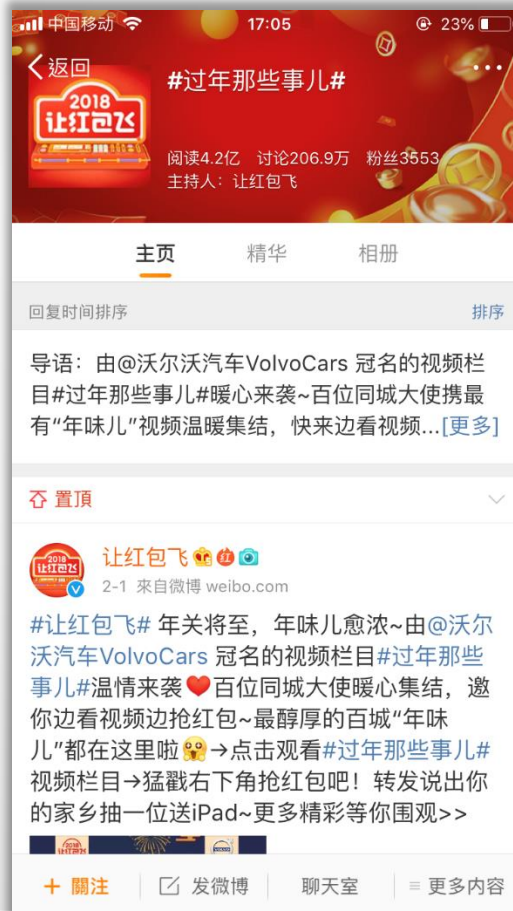 中国移动
17:05
23%
返回
#过年那些事儿#
2018
让红包飞
阅读4.2亿 讨论206.9万 粉丝3553
主持人：让红包飞
主页 精华 相册
回复时间排序 排序
导语：由@沃尔沃汽车VolvoCars 冠名的视频栏
目#过年那些事儿#暖心来袭~百位同城大使携最
有“年味儿”视频温暖集结，快来边看视频...[更多]
置頂
2018
让红包飞
让红包飞
2-1 來自微博 weibo.com
#让红包飞# 年关将至，年味儿愈浓~由@沃尔
沃汽车VolvoCars 冠名的视频栏目#过年那些
事儿#温情来袭❤百位同城大使暖心集结，邀
你边看视频边抢红包~最醇厚的百城“年味
儿”都在这里啦→点击观看#过年那些事儿#
视频栏目→猛戳右下角抢红包吧！转发说出你
的家乡抽一位送iPad~更多精彩等你围观>>
+ 關注 发微博 聊天室 更多内容